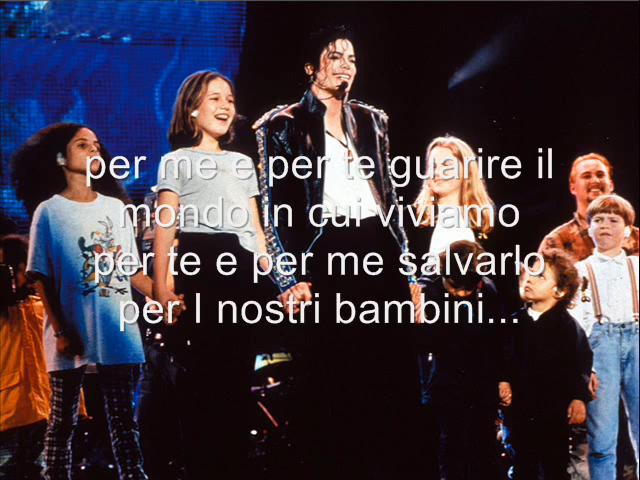 per me e per te guarire il
mondo in cui viviamo
per te e per me salvarlo
per I nostri bambini...